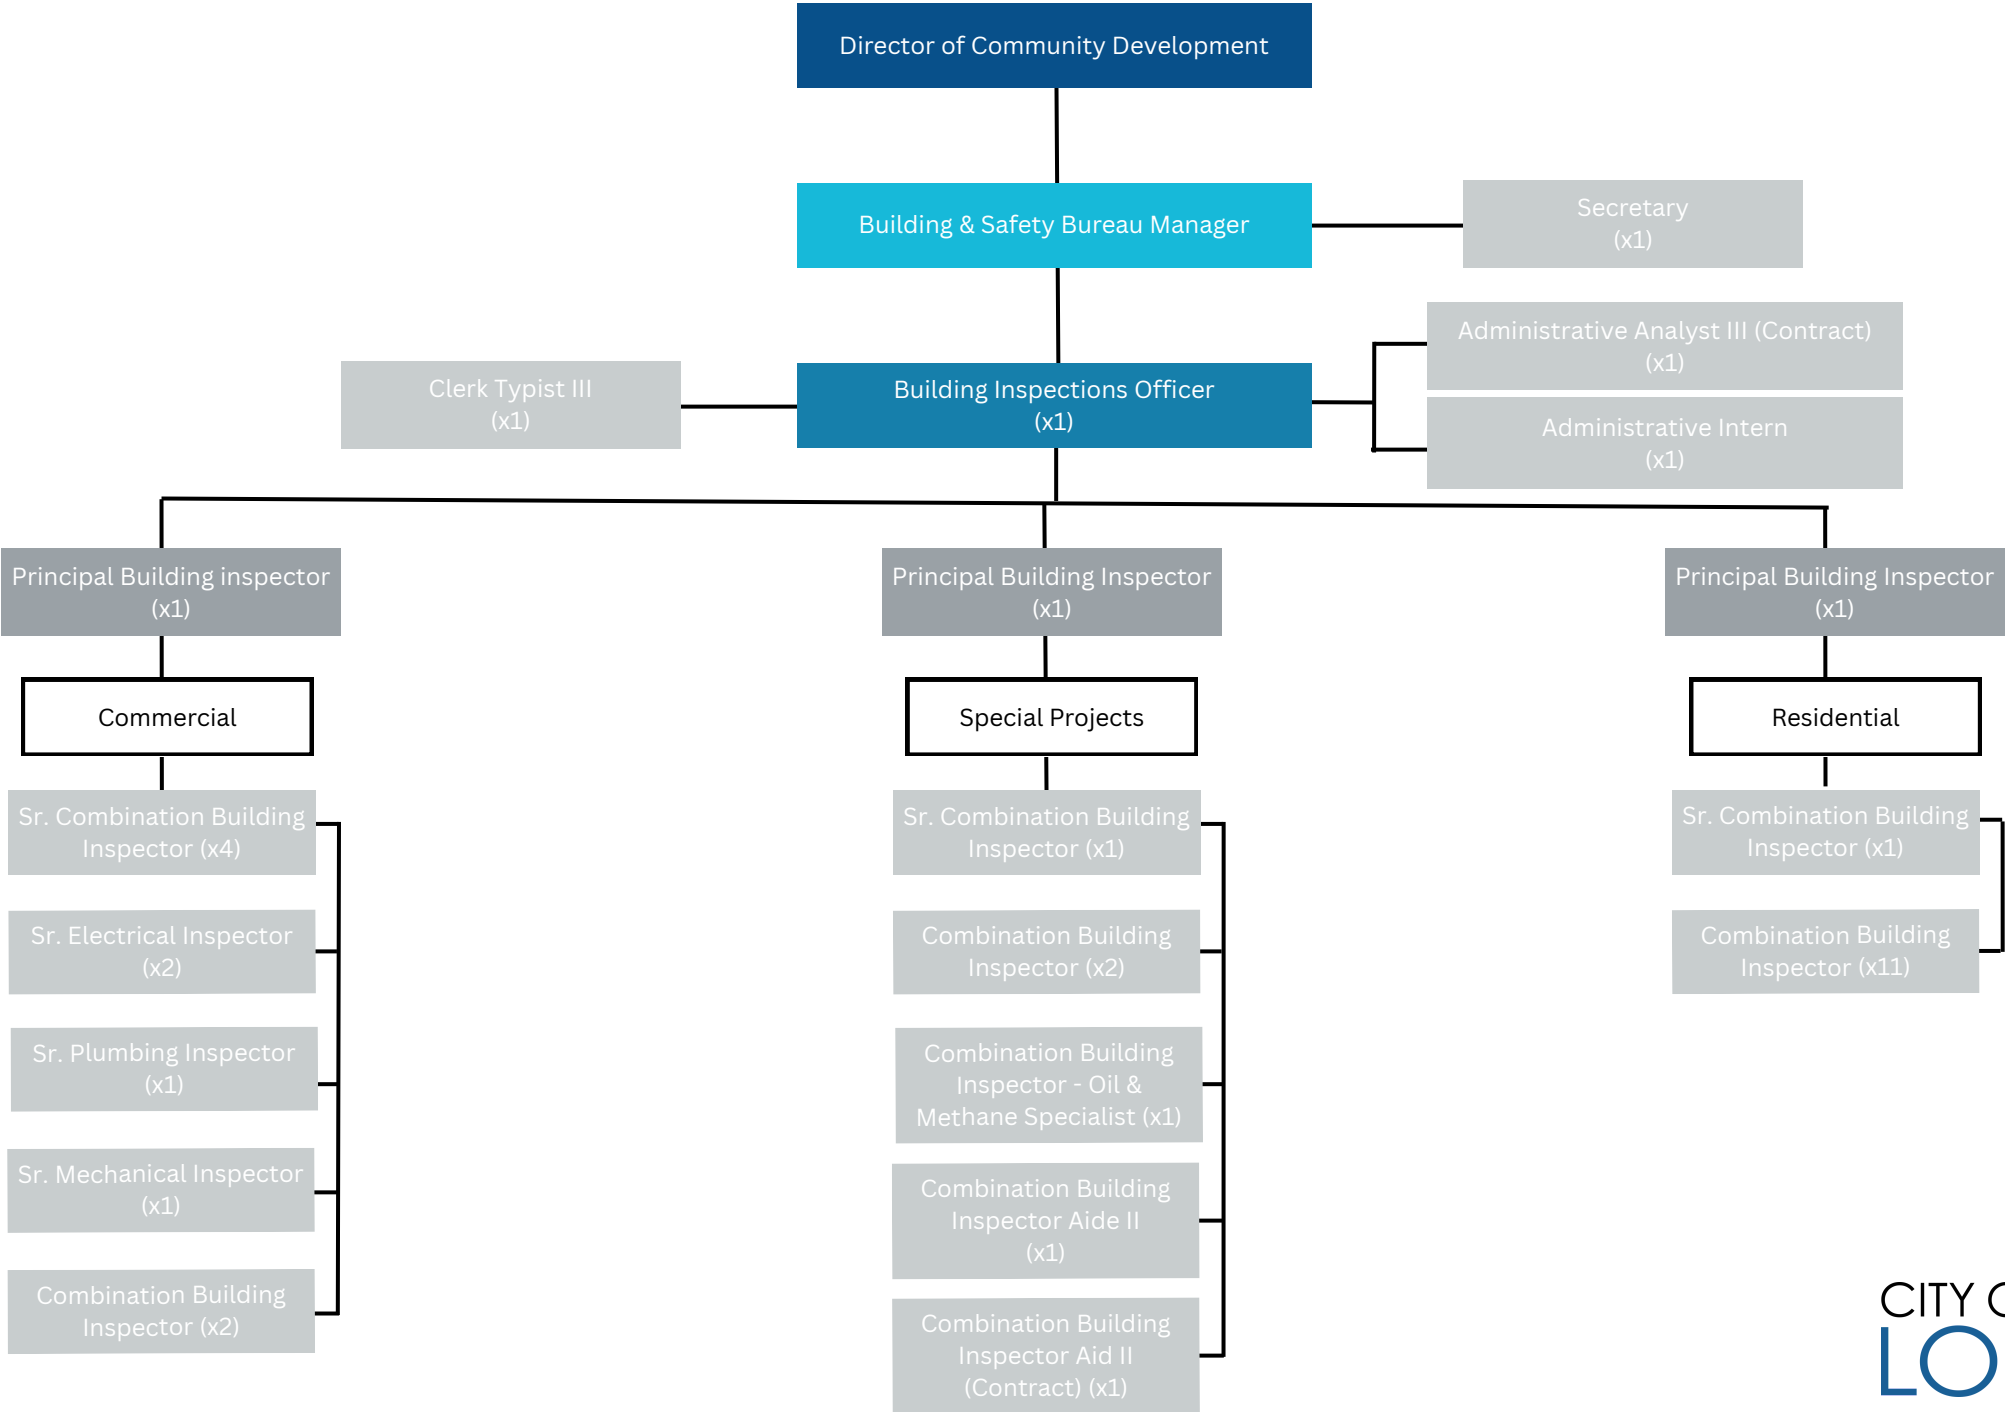 Director of Community Development
Building & Safety Bureau Manager
Secretary
(x1)
Administrative Analyst III (Contract)
(x1)
Clerk Typist III
(x1)
Building Inspections Officer
(x1)
Administrative Intern
(x1)
Principal Building inspector
(x1)
Principal Building Inspector
(x1)
Principal Building Inspector
(x1)
Commercial
Special Projects
Residential
Sr. Combination Building
Inspector (x4)
Sr. Electrical Inspector
(x2)
Sr. Plumbing Inspector
(x1)
Sr. Mechanical Inspector
(x1)
Combination Building
Inspector (x2)
Sr. Combination Building
Inspector (x1)
Combination Building
Inspector (x2)
Combination Building
Inspector - Oil &
Methane Specialist (x1)
Combination Building
Inspector Aide II
(x1)
Combination Building
Inspector Aid II
(Contract) (x1)
Sr. Combination Building
Inspector (x1)
Combination Building
Inspector (x11)
CITY
LO